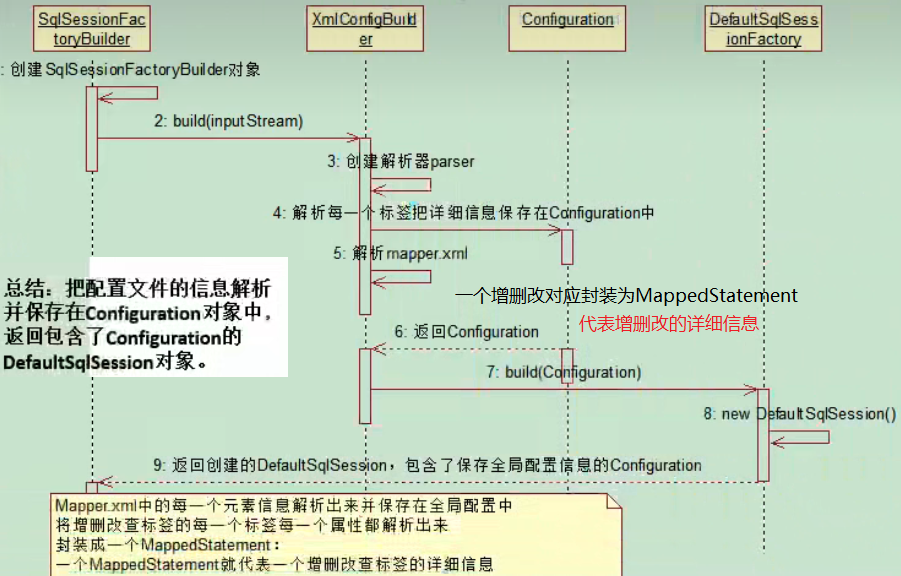 SqlSessionFac
toryBuilder
XmlConfigBuild
er
Configuration
DefaultSqlSess
ionFactory
: 创建SqlSessionFactoryBuilder对象
2: build(inputStream)
3: 创建解析器parser
4: 解析每一个标签把详细信息保存在Configuration中
5: 解析mapper.xml
总结：把配置文件的信息解析
并保存在Configuration对象中，
返回包含了Configuration的
DefaultSqlSession对象。
一个增删改对应封装为MappedStatement
代表增删改的详细信息
6: 返回Configuration
7: build(Configuration)
8: new DefaultSqlSession()
9: 返回创建的DefaultSqlSession，包含了保存全局配置信息的Configuration
Mapper.xml中的每一个元素信息解析出来并保存在全局配置中
将增删改查标签的每一个标签每一个属性都解析出来
封装成一个MappedStatement：
一个MappedStatement就代表一个增删改查标签的详细信息